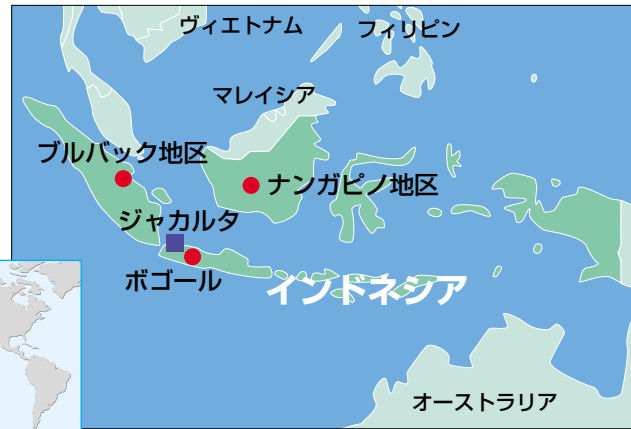 ヴィエトナム
フィリピン
マレイシア
ブルバック地区
ナンガピノ地区
ジャカルタ
ボゴール
インドネシア
オーストラリア